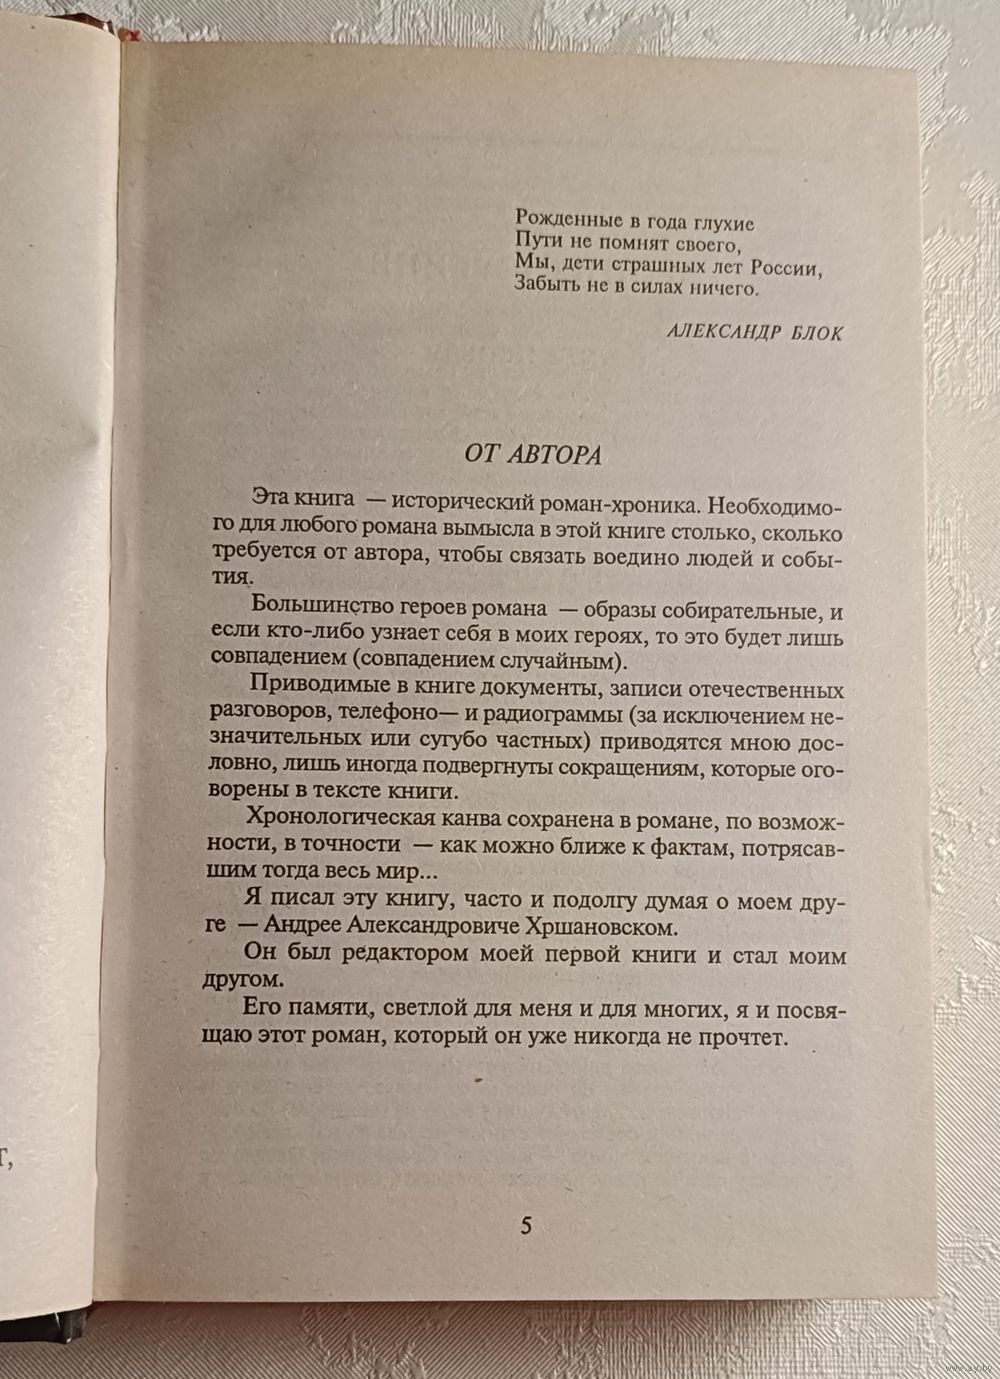 Рожденные в года глухие
Пути не помнят своего,
Мы, дети страшных лет России,
Забыть не в силах ничего.
АЛЕКСАНДР БЛОК
ОТ АВТОРА
Эта книга — исторический роман-хроника. Необходимо-
го для любого романа вымысла в этой книге столько, сколько
требуется от автора, чтобы связать воедино людей и собы-
тия.
Большинство героев романа — образы собирательные, и
если кто-либо узнает себя в моих героях, то это будет лишь
совпадением (совпадением случайным).
Приводимые в книге документы, записи отечественных
разговоров, телефоно— и радиограммы (за исключением не-
значительных или сугубо частных) приводятся мною дос-
ловно, лишь иногда подвергнуты сокращениям, которые ого-
ворены в тексте книги.
Хронологическая канва сохранена в романе, по возмож-
ности, в точности — как можно ближе к фактам, потрясав-
шим тогда весь мир...
Я писал эту книгу, часто и подолгу думая о моем дру-
ге — Андрее Александровиче Хршановском.
Он был редактором моей первой книги и стал моим
другом.
Его памяти, светлой для меня и для многих, я и посвя-
щаю этот роман, который он уже никогда не прочтет.
5
т,
www.ay.by